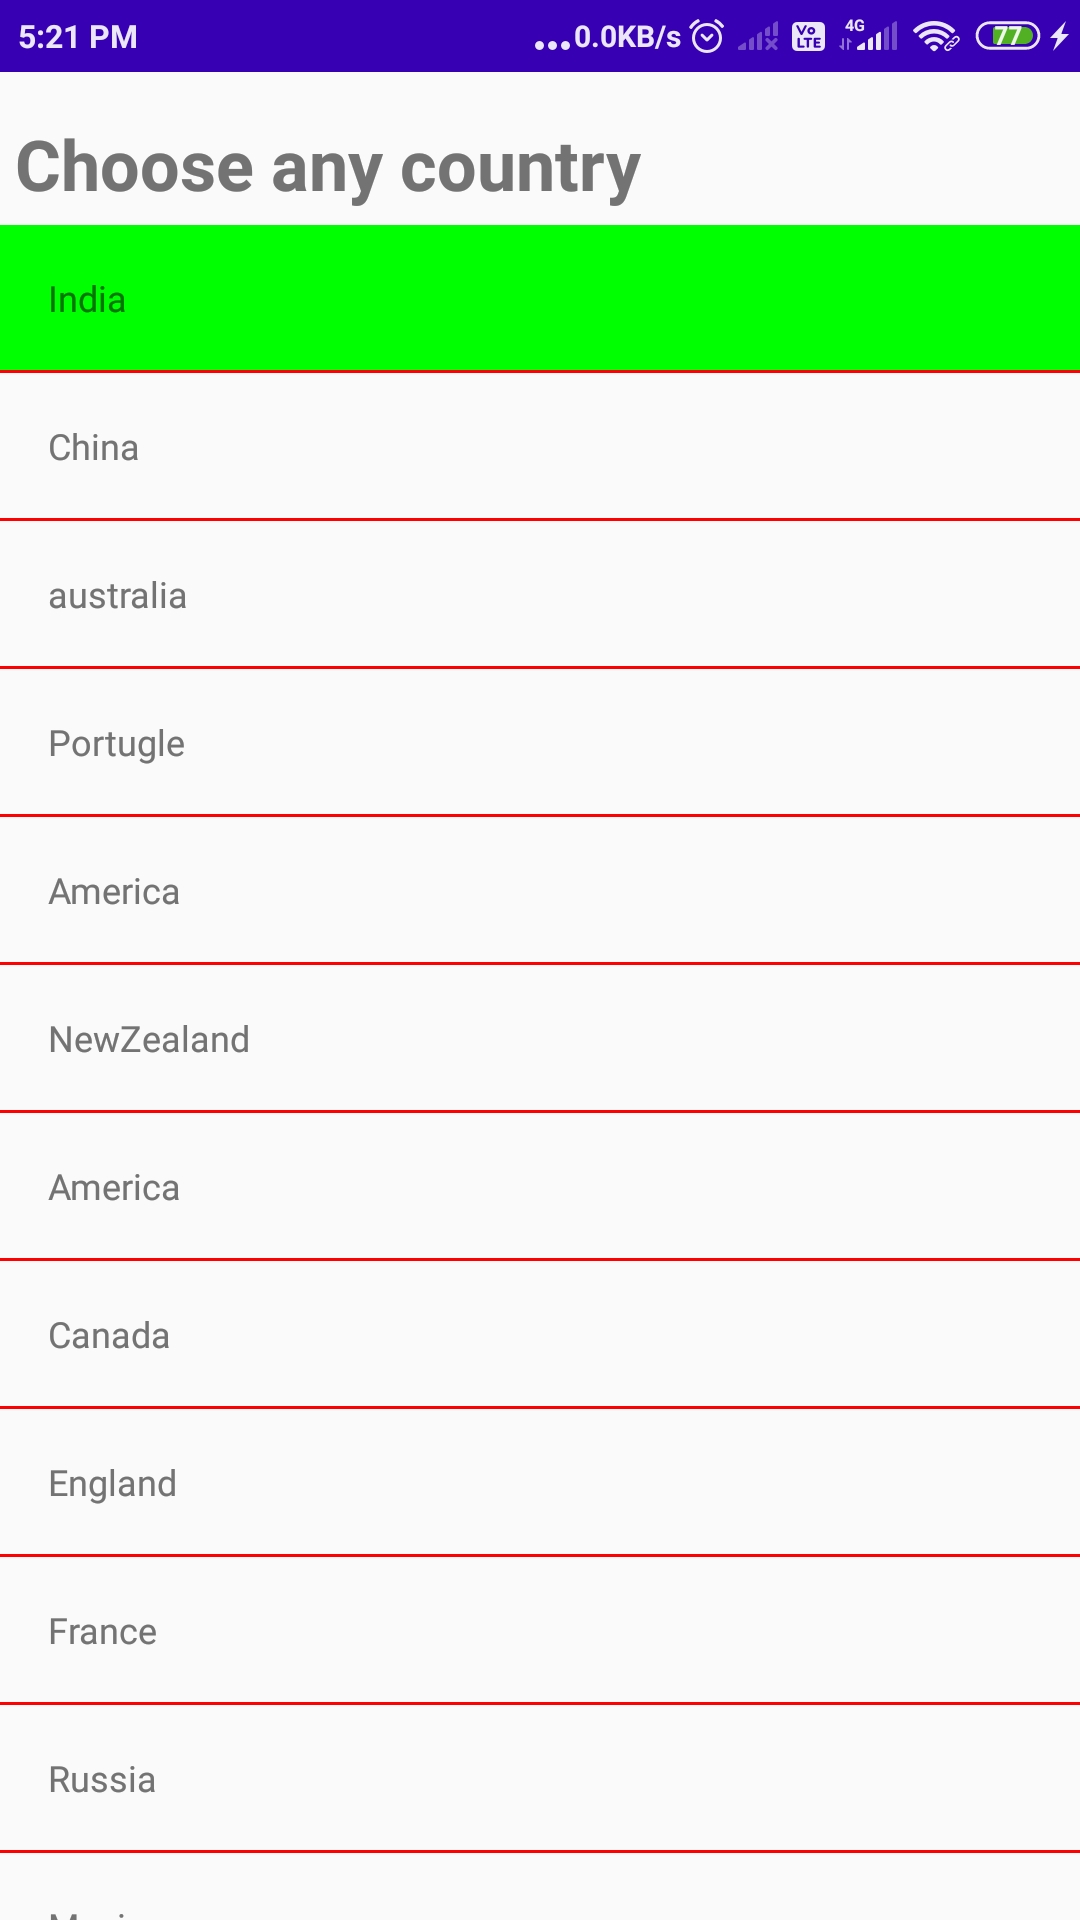 5:21 PM
...0.0KB/s
Vo
LTE
4G
77
Choose any country
India
China
australia
Portugle
America
NewZealand
America
Canada
England
France
Russia